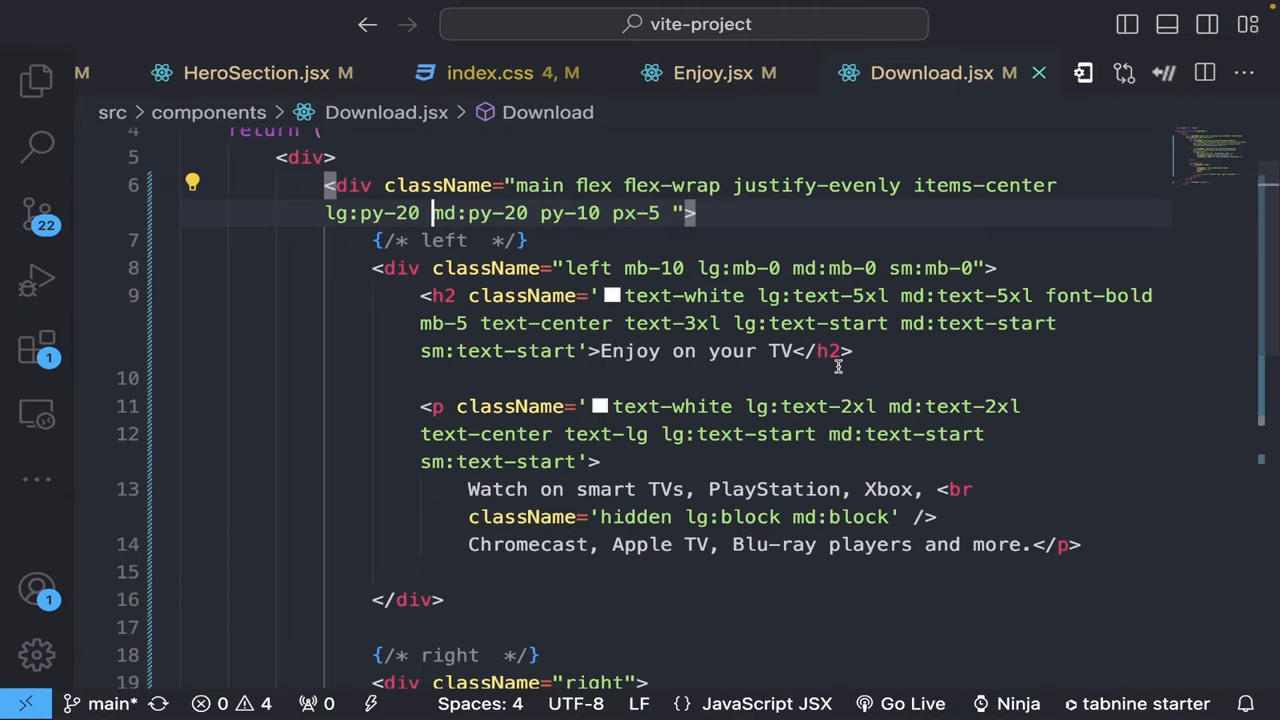 vite-project
M
HeroSection.jsx M
index.css 4, M
Enjoy.jsx M
Download.jsx M
src > components > Download.jsx > Download
4 return (
5 <div>
6 <div className="main flex flex-wrap justify-evenly items-center
lg:py-20 md:py-20 py-10 px-5 ">
7 {/* left  */}
8 <div className="left mb-10 lg:mb-0 md:mb-0 sm:mb-0">
9 <h2 className='text-white lg:text-5xl md:text-5xl font-bold
mb-5 text-center text-3xl lg:text-start md:text-start
sm:text-start'>Enjoy on your TV</h2>
10
11 <p className='text-white lg:text-2xl md:text-2xl
12 text-center text-lg lg:text-start md:text-start
sm:text-start'>
13 Watch on smart TVs, PlayStation, Xbox, <br
className='hidden lg:block md:block' />
14 Chromecast, Apple TV, Blu-ray players and more.</p>
15
16 </div>
17
18 {/* right  */}
19 <div className="right">
22
1
1
main* 0 4 0 Spaces: 4 UTF-8 LF {} JavaScript JSX Go Live Ninja tabnine starter